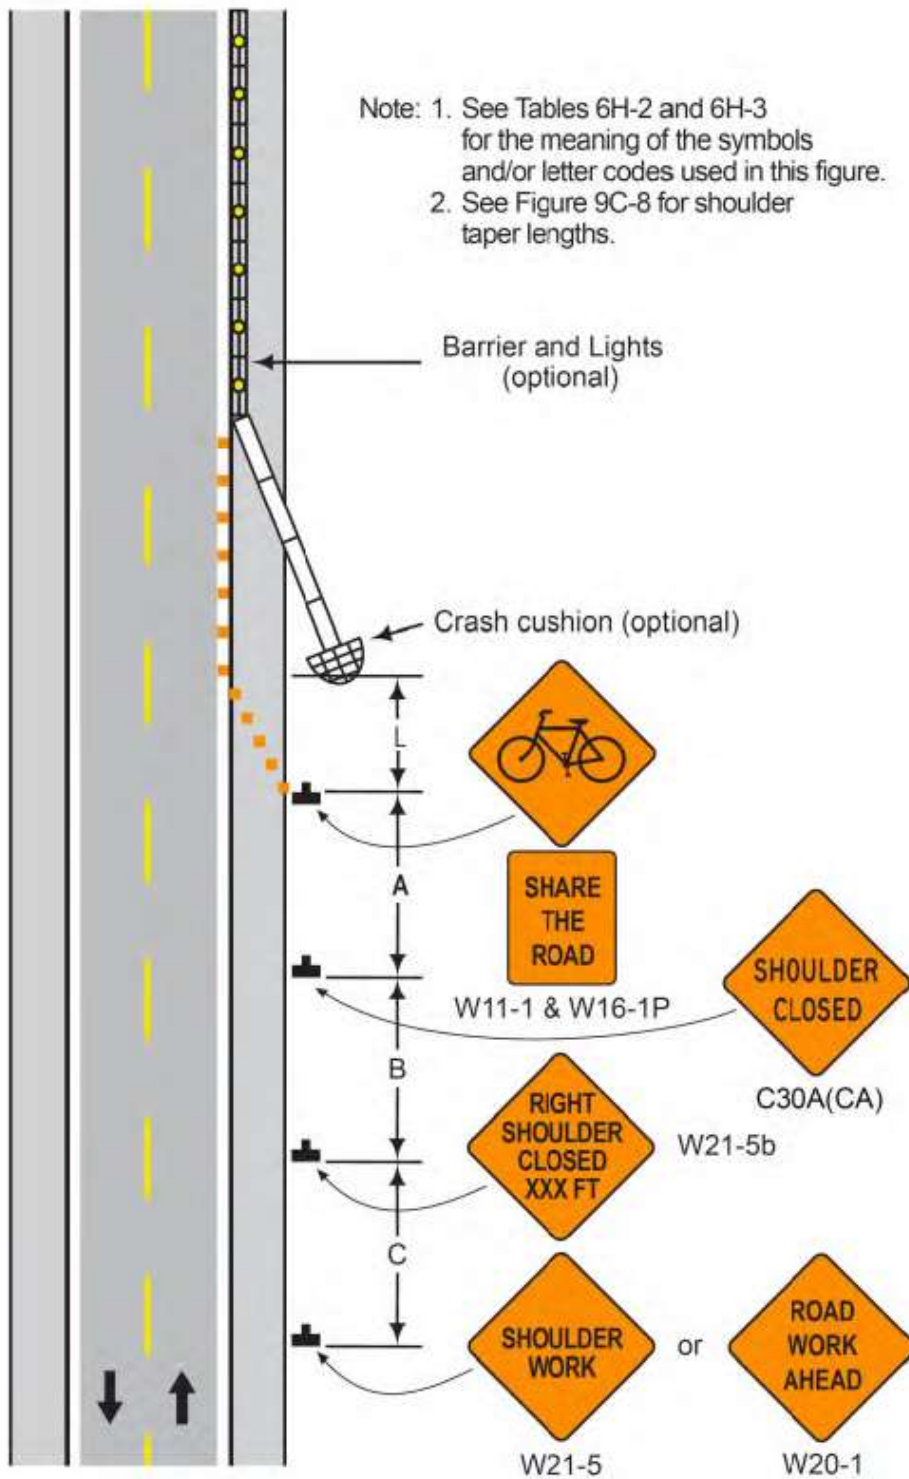 Note: 1. See Tables 6H-2 and 6H-3
for the meaning of the symbols
and/or letter codes used in this figure.
2. See Figure 9C-8 for shoulder
taper lengths.
Barrier and Lights
(optional)
Crash cushion (optional)
L
A
SHARE
THE
ROAD
W11-1 & W16-1P
SHOULDER
CLOSED
C30A(CA)
B
RIGHT
SHOULDER
CLOSED
XXX FT
W21-5b
C
SHOULDER
WORK
or
ROAD
WORK
AHEAD
W21-5
W20-1